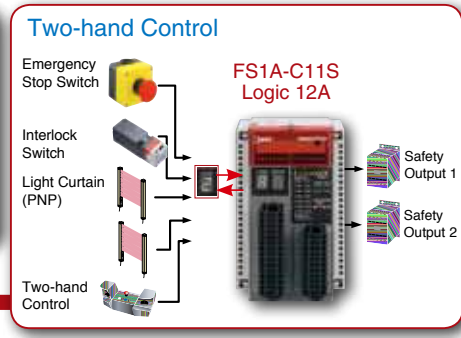 Two-hand Control
Emergency
Stop Switch
FS1A-C11S
Logic 12A
Interlock
Switch
Light Curtain
(PNP)
Safety
Output 1
Safety
Output 2
Two-hand
Control